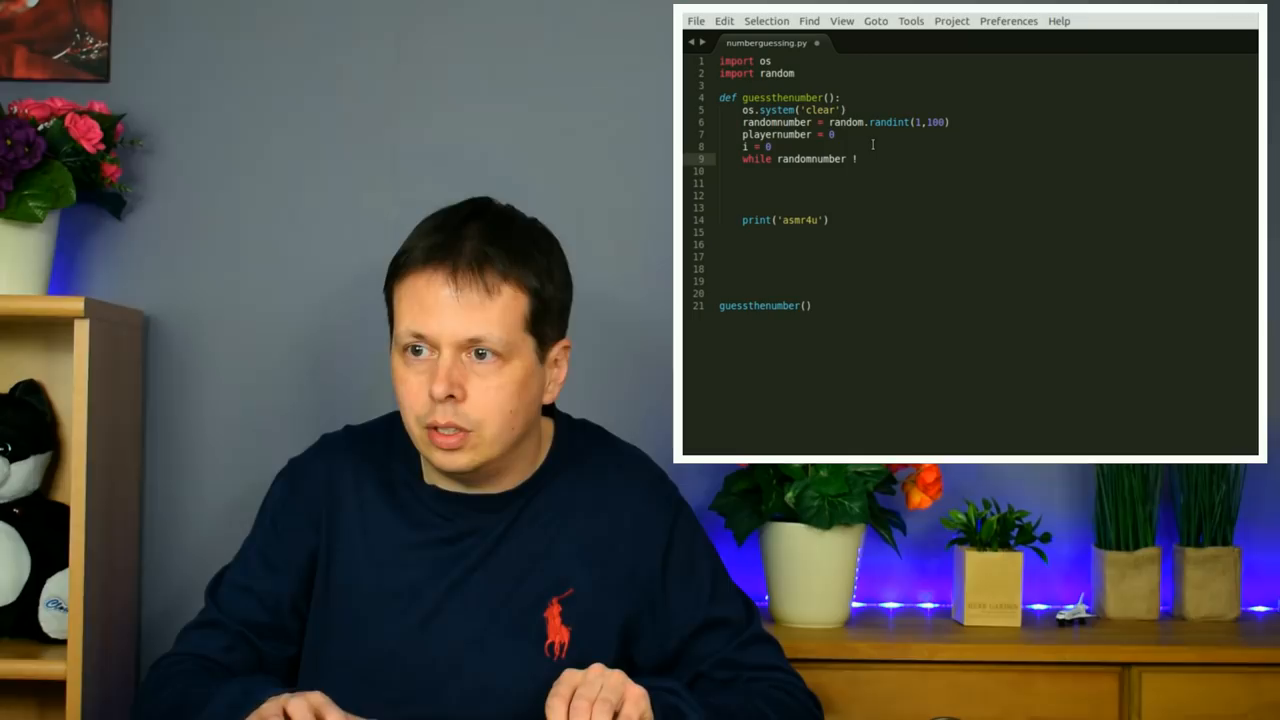 File Edit Selection Find View Goto Tools Project Preferences Help
numberguessing.py
1 import os
2 import random
3
4 def guessthenumber():
5 os.system('clear')
6 randomnumber = random.randint(1,100)
7 playernumber = 0
8 i = 0
9 while randomnumber !
10
11
12
13
14 print('asmr4u')
15
16
17
18
19
20
21 guessthenumber()
HERB GARDEN